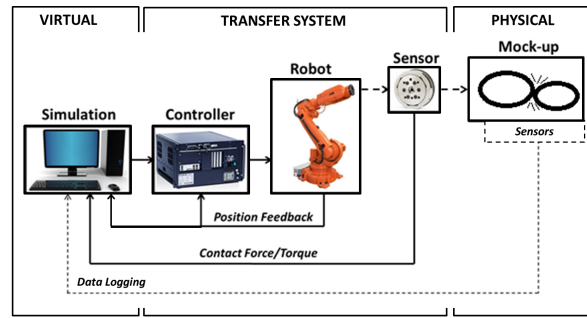 VIRTUAL
TRANSFER SYSTEM
PHYSICAL
Simulation
Controller
Robot
Sensor
Mock-up
Sensors
Position Feedback
Contact Force/Torque
Data Logging